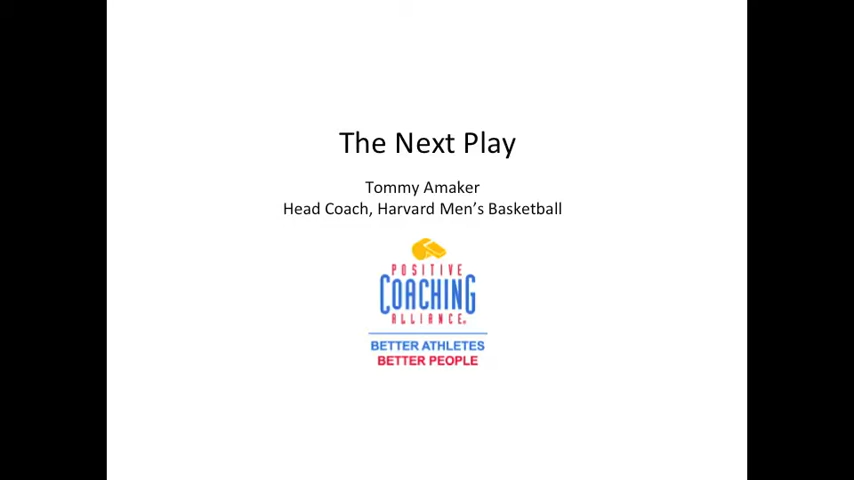 The Next Play
Tommy Amaker
Head Coach, Harvard Men's Basketball
POSITIVE
COACHING
ALLIANCE®
BETTER ATHLETES
BETTER PEOPLE